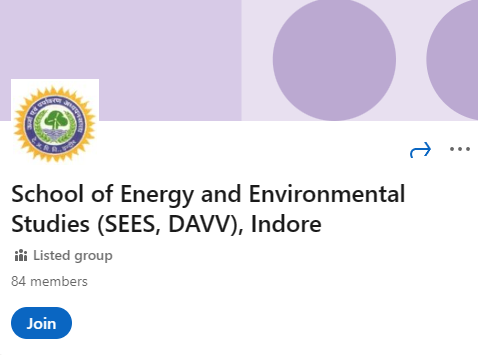 School of Energy and Environmental
Studies (SEES, DAVV), Indore
Listed group
84 members
Join